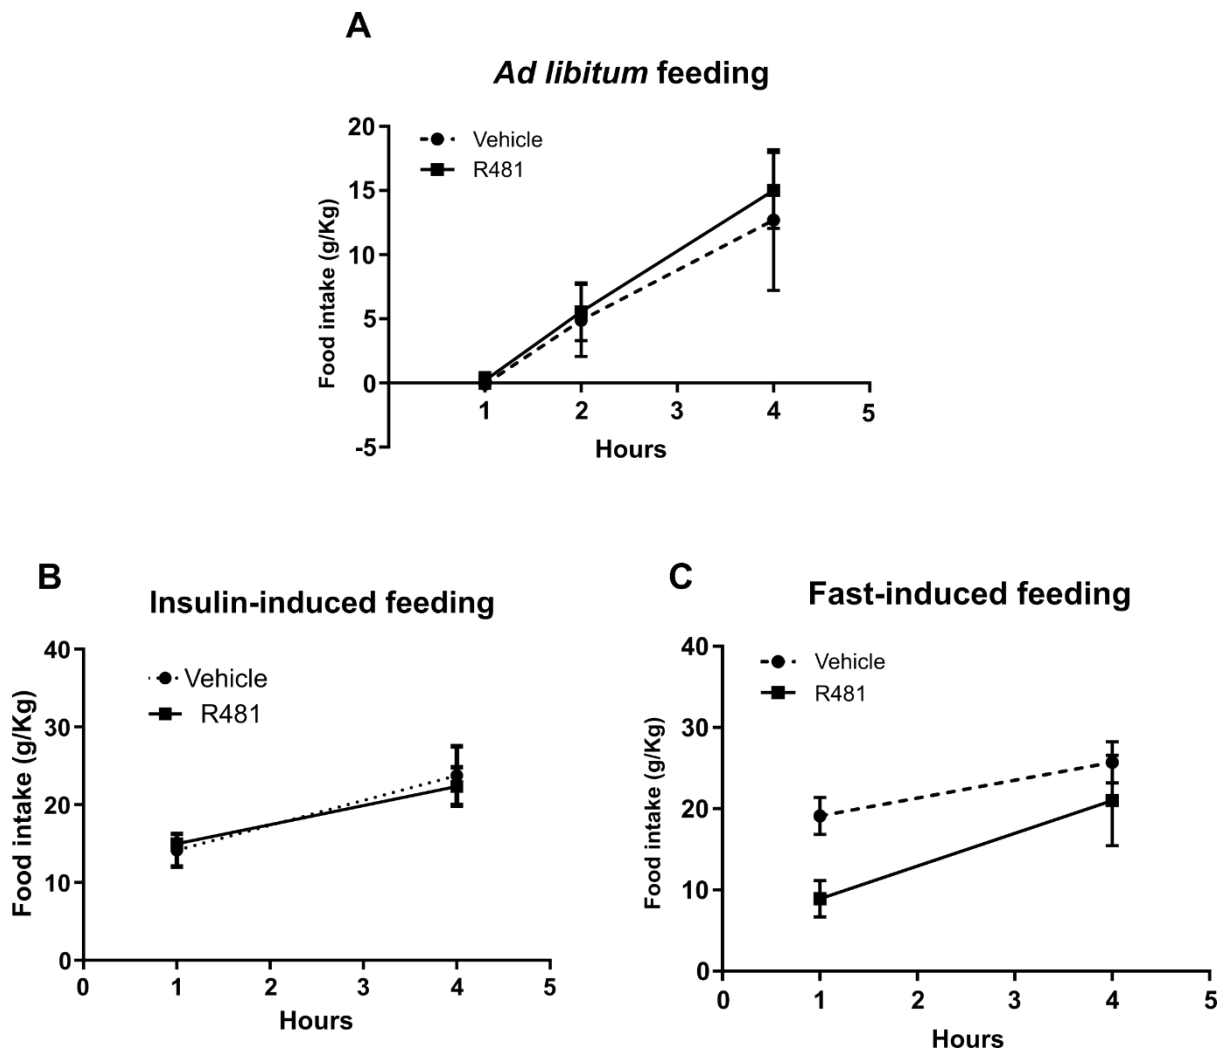 A
Ad libitum feeding
Vehicle
R481
20
15
10
5
0
-5
Food intake (g/Kg)
1 2 3 4 5
Hours
B
Insulin-induced feeding
Vehicle
R481
40
30
20
10
0
Food intake (g/Kg)
0 1 2 3 4 5
Hours
C
Fast-induced feeding
Vehicle
R481
40
30
20
10
0
Food intake (g/Kg)
0 1 2 3 4 5
Hours